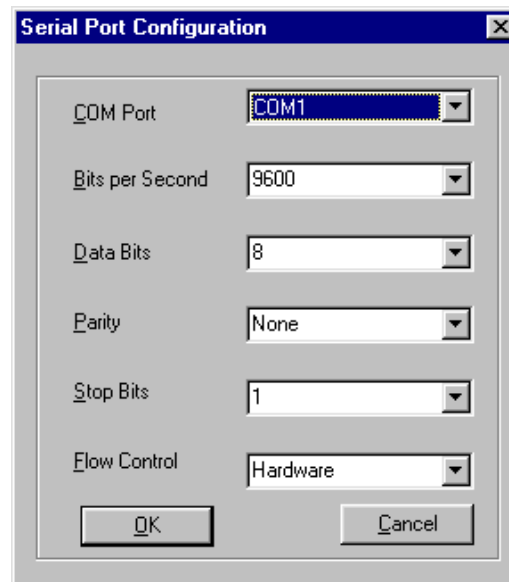 Serial Port Configuration
COM Port COM1
Bits per Second 9600
Data Bits 8
Parity None
Stop Bits 1
Flow Control Hardware
OK Cancel